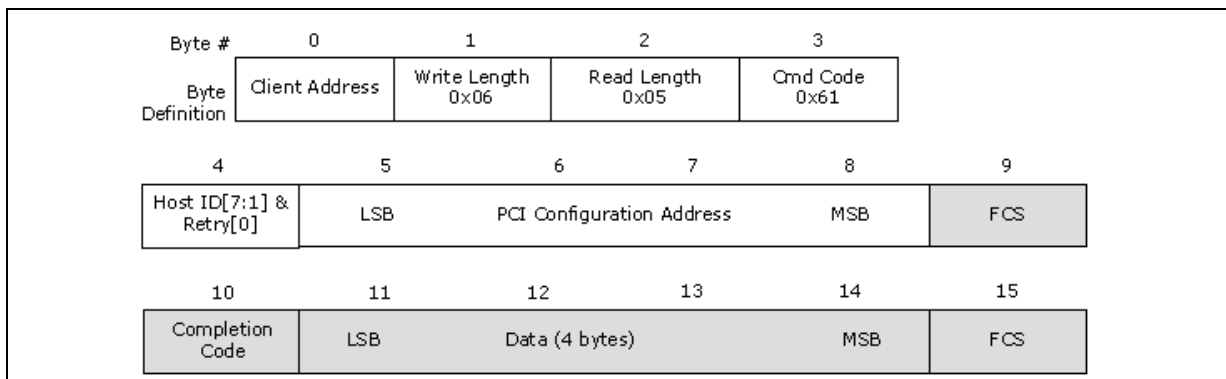 Byte # 0 1 2 3
Byte Definition
Client Address
Write Length
0x06
Read Length
0x05
Cmd Code
0x61
4 5 6 7 8 9
Host ID[7:1] &
Retry[0]
LSB PCI Configuration Address MSB
FCS
10 11 12 13 14 15
Completion
Code
LSB Data (4 bytes) MSB
FCS